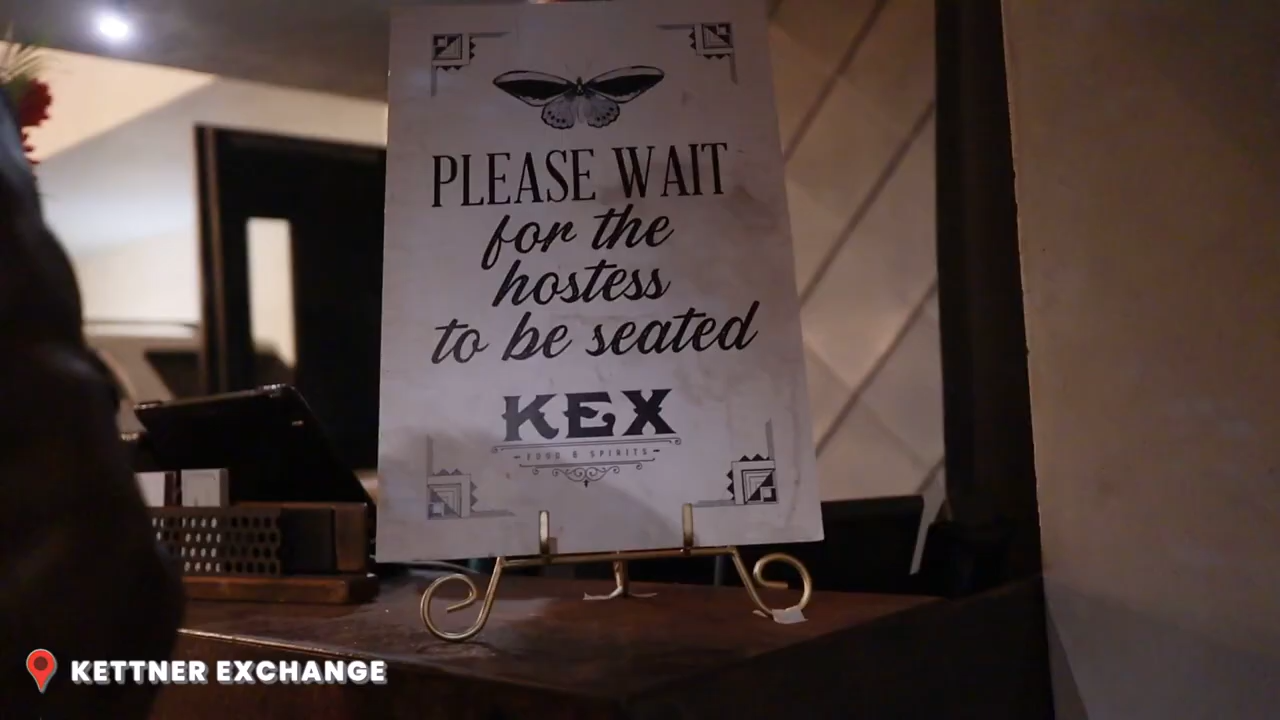 PLEASE WAIT
for the
hostess
to be seated
KEX
FOOD & SPIRITS
KETTNER EXCHANGE